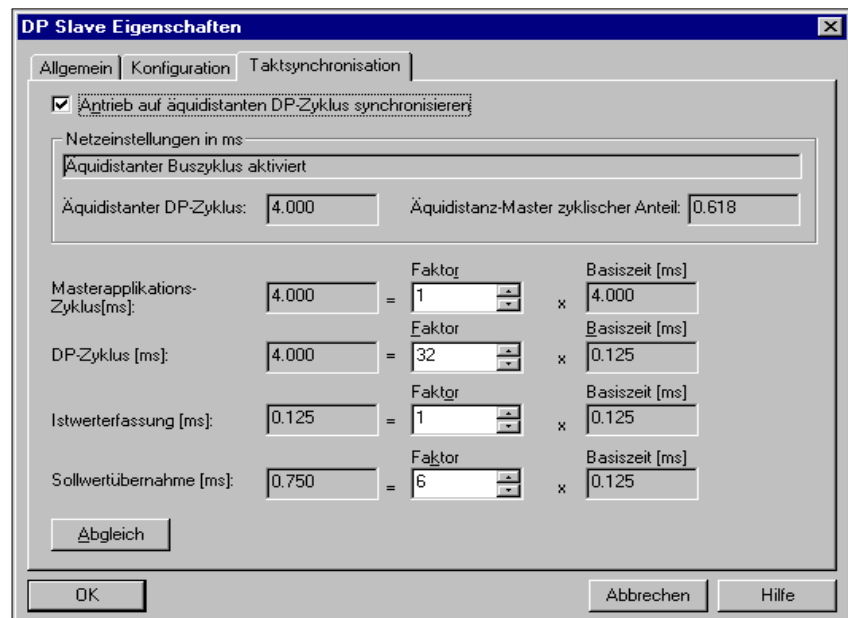 DP Slave Eigenschaften
Allgemein Konfiguration Taktsynchronisation
Antrieb auf äquidistanten DP-Zyklus synchronisieren
Netzeinstellungen in ms
Äquidistanter Buszyklus aktiviert
Äquidistanter DP-Zyklus: 4.000 Äquidistanz-Master zyklischer Anteil: 0.618
Faktor Basiszeit [ms]
Masterapplikations-
Zyklus[ms]: 4.000 = 1 x 4.000
Faktor Basiszeit [ms]
DP-Zyklus [ms]: 4.000 = 32 x 0.125
Faktor Basiszeit [ms]
Istwerterfassung [ms]: 0.125 = 1 x 0.125
Faktor Basiszeit [ms]
Sollwertübernahme [ms]: 0.750 = 6 x 0.125
Abgleich
OK Abbrechen Hilfe